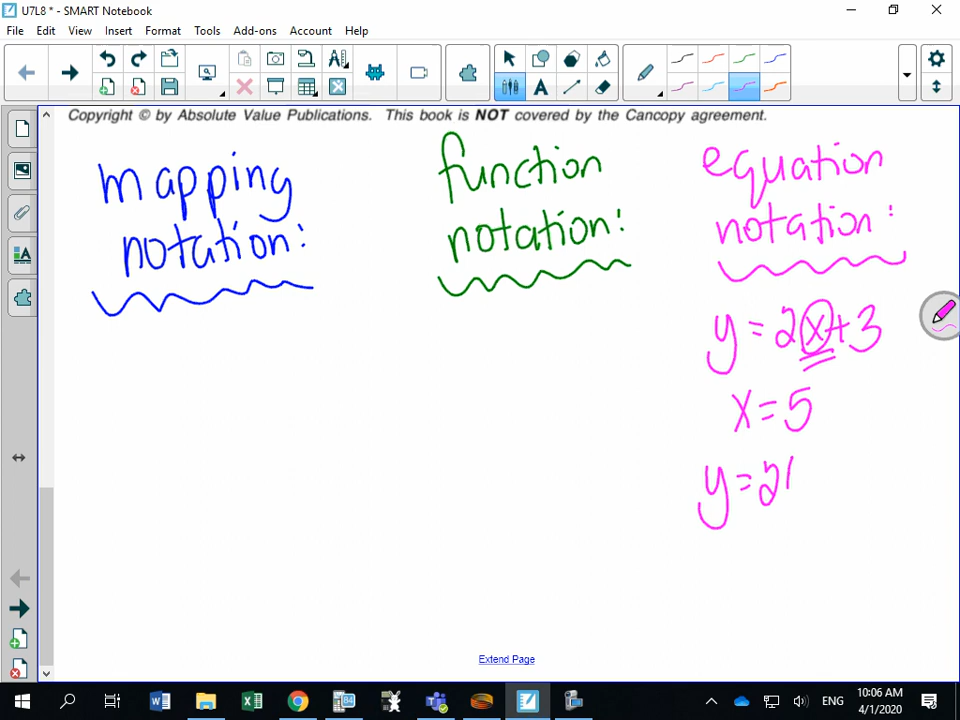 U7L8 * - SMART Notebook
File Edit View Insert Format Tools Add-ons Account Help
Copyright © by Absolute Value Publications. This book is NOT covered by the Cancopy agreement.
mapping
notation:
function
notation:
equation
notation:
y = 2x+3
x=5
y=2(
Extend Page
ENG
10:06 AM
4/1/2020